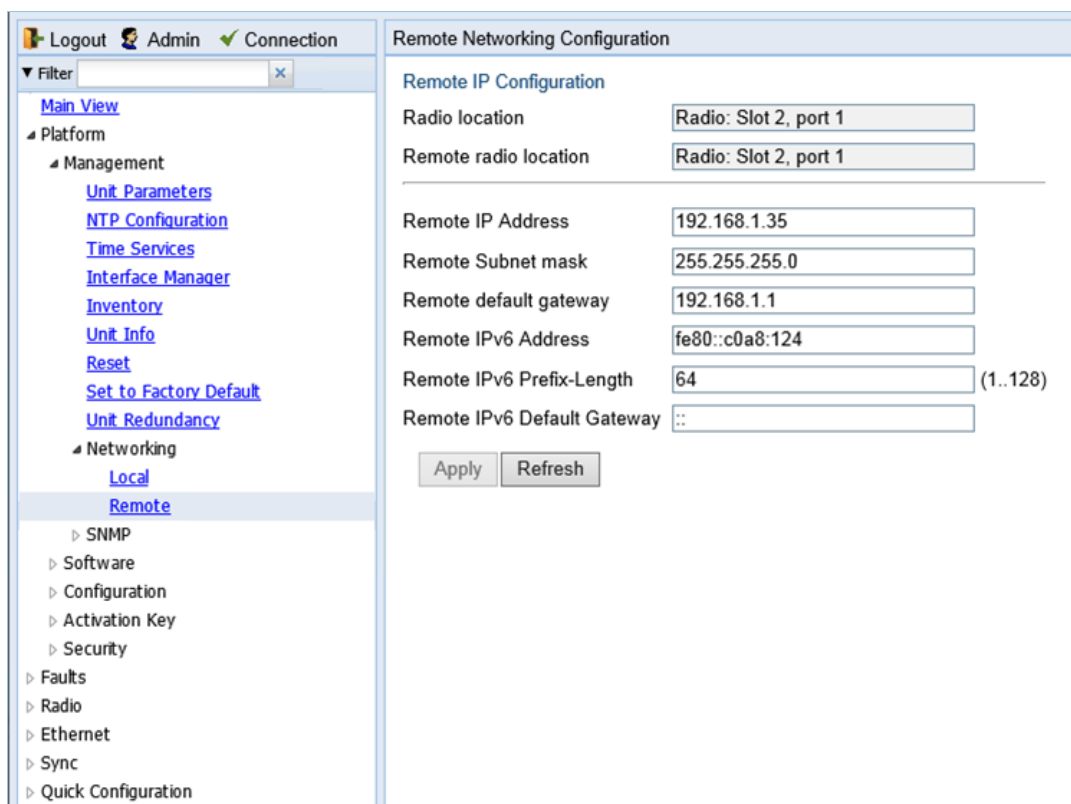 Logout Admin Connection
Filter
Main View
Platform
Management
Unit Parameters
NTP Configuration
Time Services
Interface Manager
Inventory
Unit Info
Reset
Set to Factory Default
Unit Redundancy
Networking
Local
Remote
SNMP
Software
Configuration
Activation Key
Security
Faults
Radio
Ethernet
Sync
Quick Configuration
Remote Networking Configuration
Remote IP Configuration
Radio location Radio: Slot 2, port 1
Remote radio location Radio: Slot 2, port 1
Remote IP Address 192.168.1.35
Remote Subnet mask 255.255.255.0
Remote default gateway 192.168.1.1
Remote IPv6 Address fe80::c0a8:124
Remote IPv6 Prefix-Length 64 (1..128)
Remote IPv6 Default Gateway ::
Apply Refresh